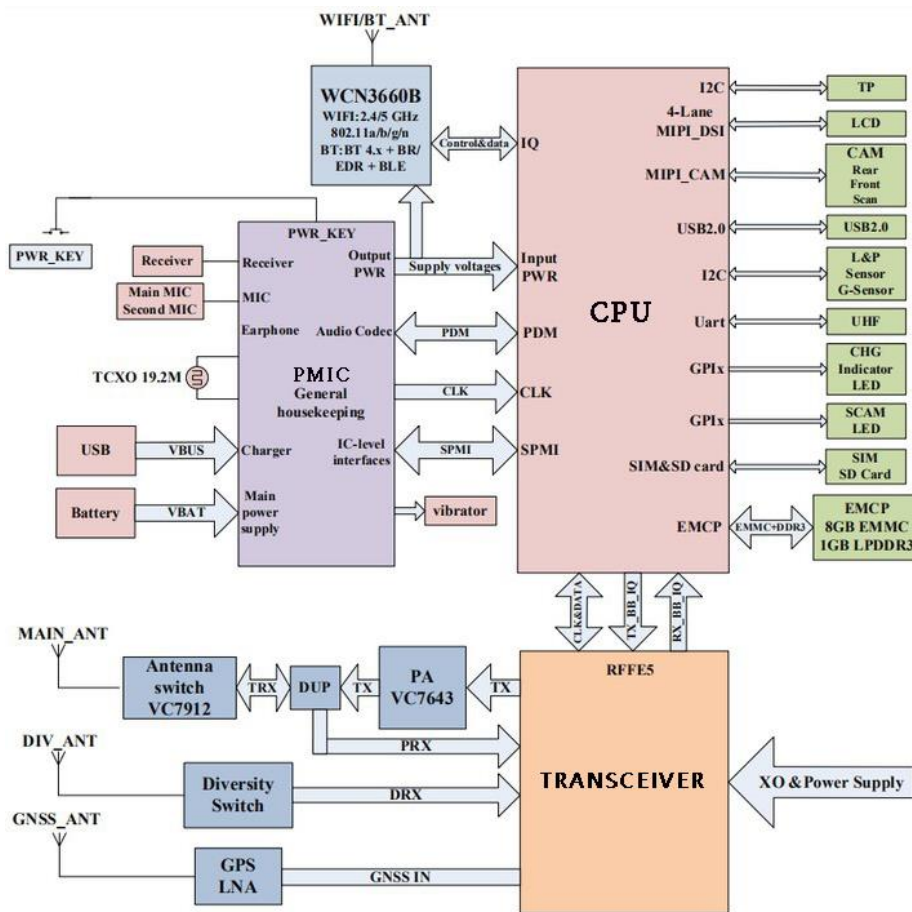 WIFI/BT_ANT
WCN3660B
WIFI:2.4/5 GHz
802.11a/b/g/n
BT:BT 4.x + BR/
EDR + BLE
Control&data
IQ
PWR_KEY
PWR_KEY
Receiver
Main MIC
Second MIC
TCXO 19.2M
USB
VBUS
Battery
VBAT
Receiver
MIC
Earphone
Charger
Main
power
supply
Output
PWR
Audio Codec
PMIC
General
housekeeping
IC-level
interfaces
Supply voltages
PDM
CLK
SPMI
vibrator
Input
PWR
CPU
PDM
CLK
SPMI
I2C
4-Lane
MIPI_DSI
MIPI_CAM
USB2.0
I2C
Uart
GPIx
GPIx
SIM&SD card
EMCP
EMMC+DDR3
TP
LCD
CAM
Rear
Front
Scan
USB2.0
L&P
Sensor
G-Sensor
UHF
CHG
Indicator
LED
SCAM
LED
SIM
SD Card
EMCP
8GB EMMC
1GB LPDDR3
CLK&DATA
TX_BB_IQ
RX_BB_IQ
MAIN_ANT
Antenna
switch
VC7912
TRX
DUP
TX
PA
VC7643
TX
PRX
DIV_ANT
Diversity
Switch
DRX
GNSS_ANT
GPS
LNA
GNSS IN
RFFE5
TRANSCEIVER
XO &Power Supply